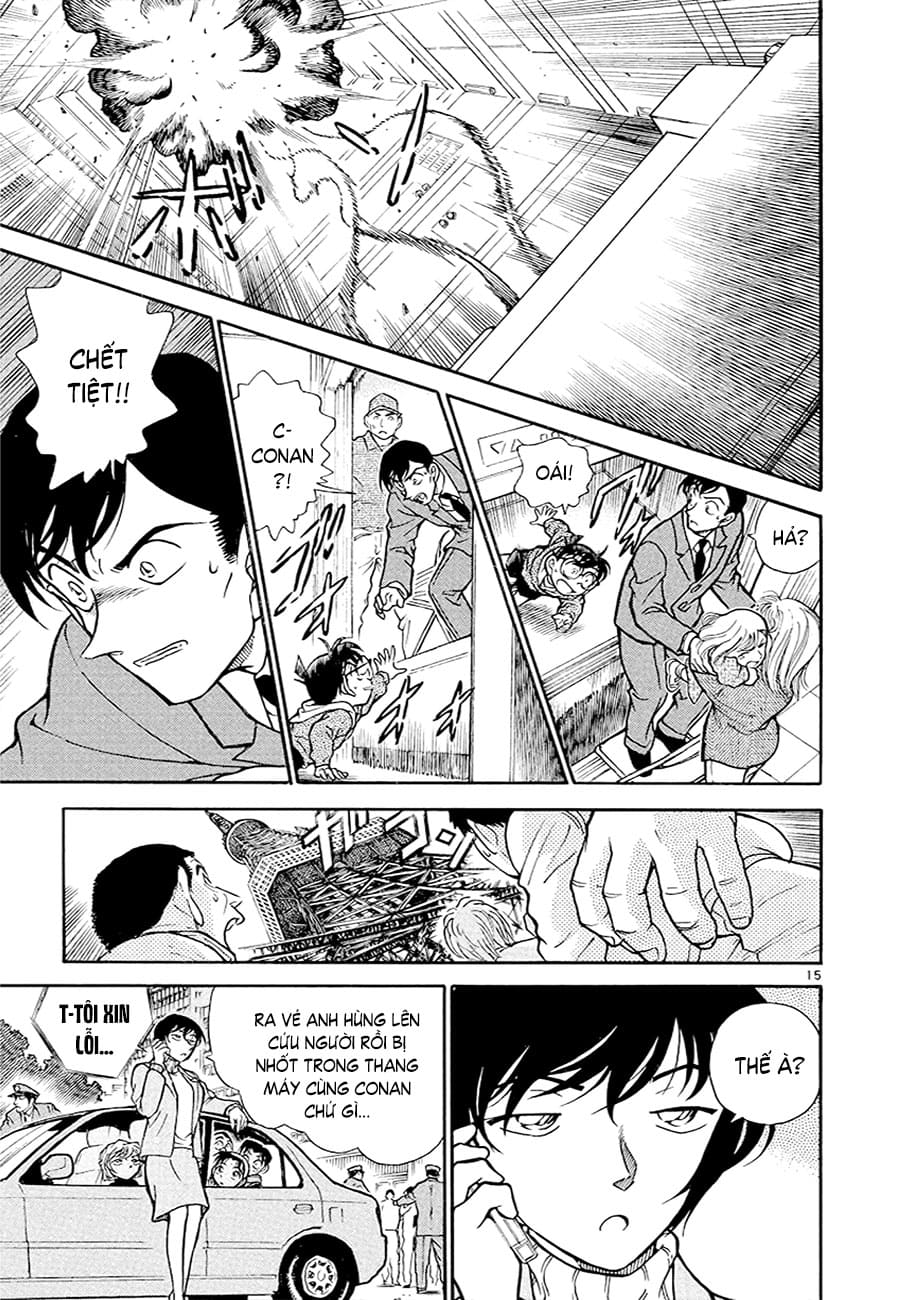 OÁI!
HẢ?
C-
CONAN
?!
CHẾT
TIỆT!!
15
THẾ À?
RA VẺ ANH HÙNG LÊN
CỨU NGƯỜI RỒI BỊ
NHỐT TRONG THANG
MÁY CÙNG CONAN
CHỨ GÌ...
T-TÔI XIN
LỖI...